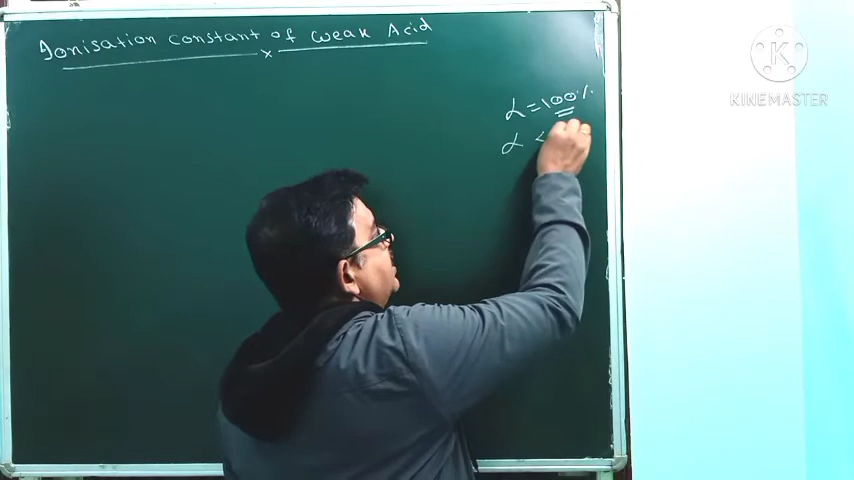 Ionisation constant of weak Acid
x
α = 100%
α <
K
KINEMASTER